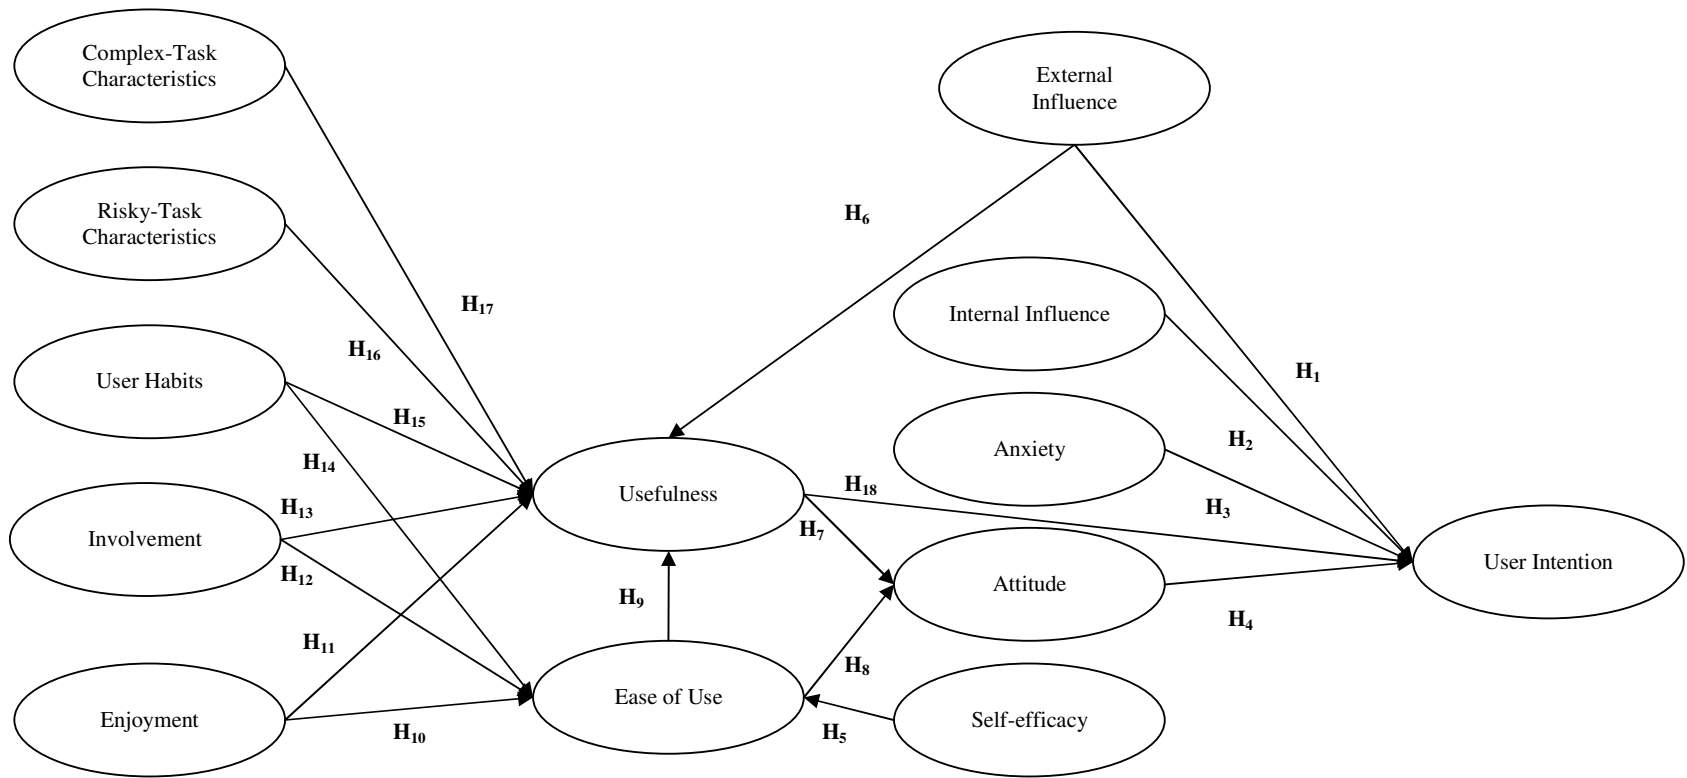 Complex-Task
Characteristics
External
Influence
Risky-Task
Characteristics
H6
H17
Internal Influence
H16
H1
User Habits
H15
H2
Anxiety
H14
H18
Usefulness
H13
H3
H7
Involvement
User Intention
H12
Attitude
H9
H4
H11
H8
Ease of Use
Enjoyment
Self-efficacy
H10
H5